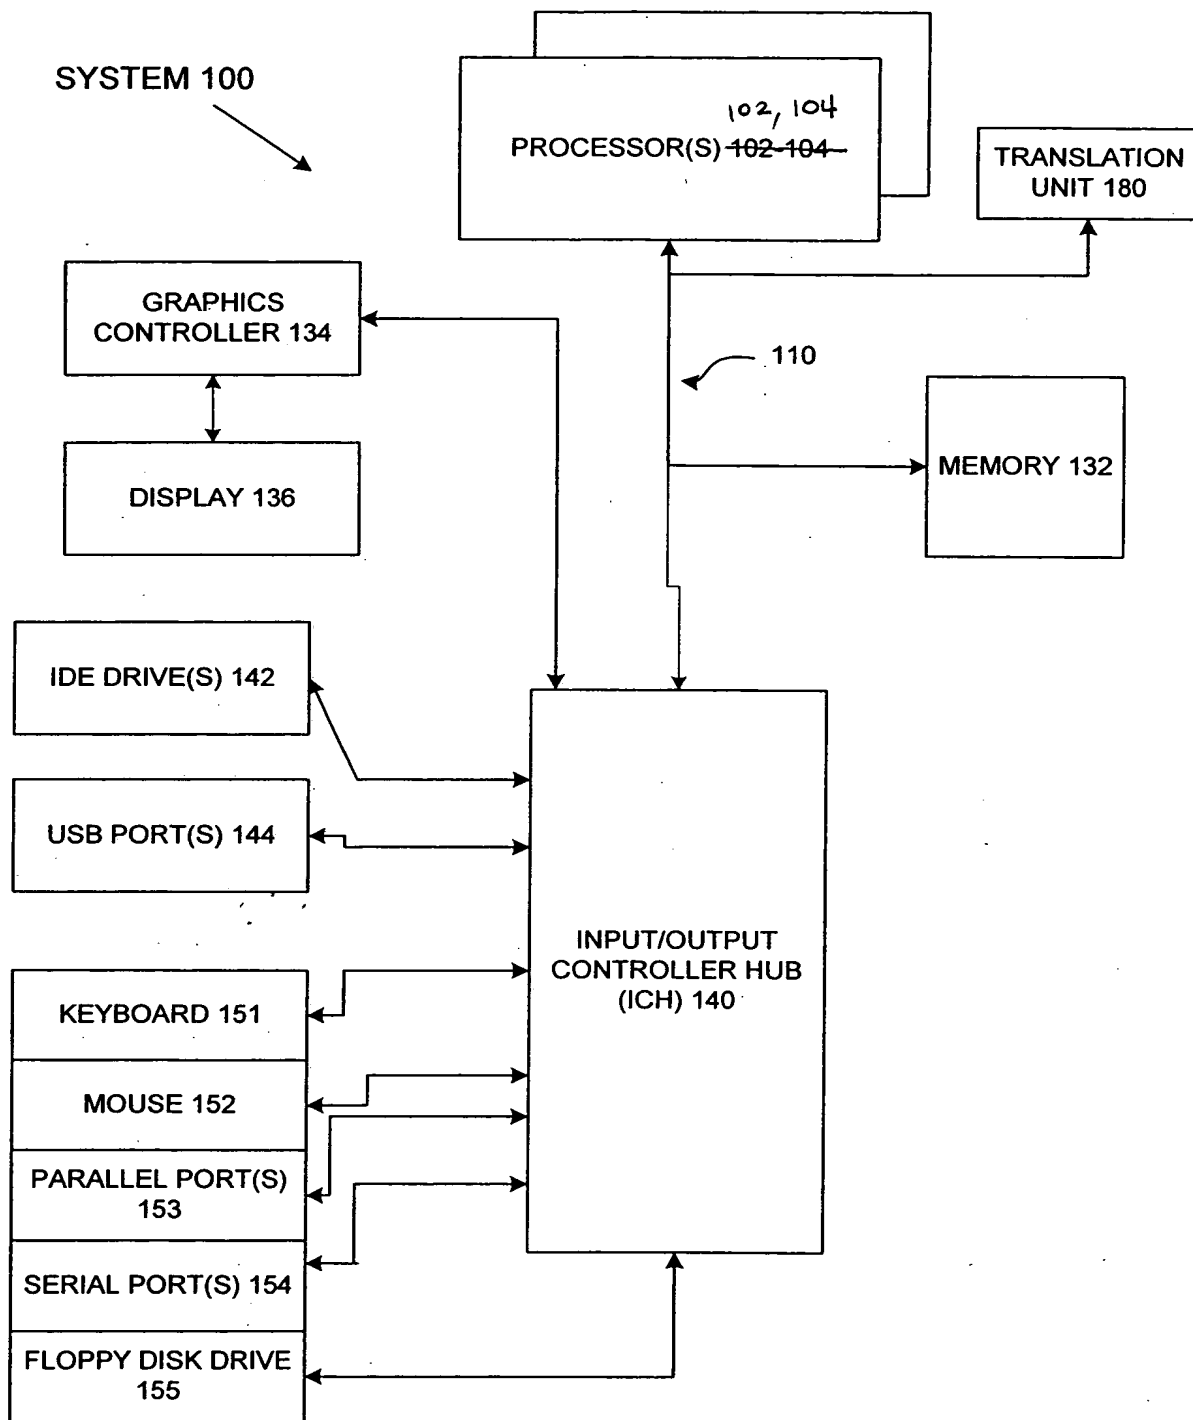 SYSTEM 100
102, 104
PROCESSOR(S) 102-104
TRANSLATION
UNIT 180
GRAPHICS
CONTROLLER 134
110
MEMORY 132
DISPLAY 136
IDE DRIVE(S) 142
USB PORT(S) 144
INPUT/OUTPUT
CONTROLLER HUB
(ICH) 140
KEYBOARD 151
MOUSE 152
PARALLEL PORT(S)
153
SERIAL PORT(S) 154
FLOPPY DISK DRIVE
155